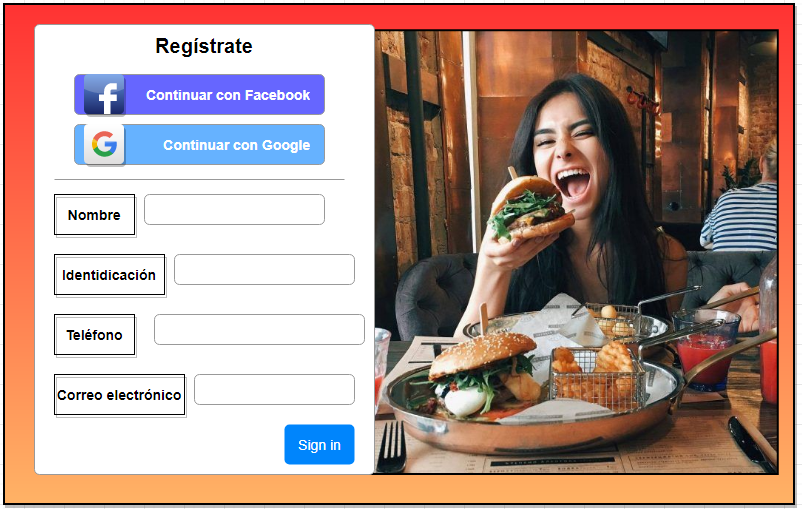 Regístrate
Continuar con Facebook
Continuar con Google
Nombre
Identidicación
Teléfono
Correo electrónico
Sign in